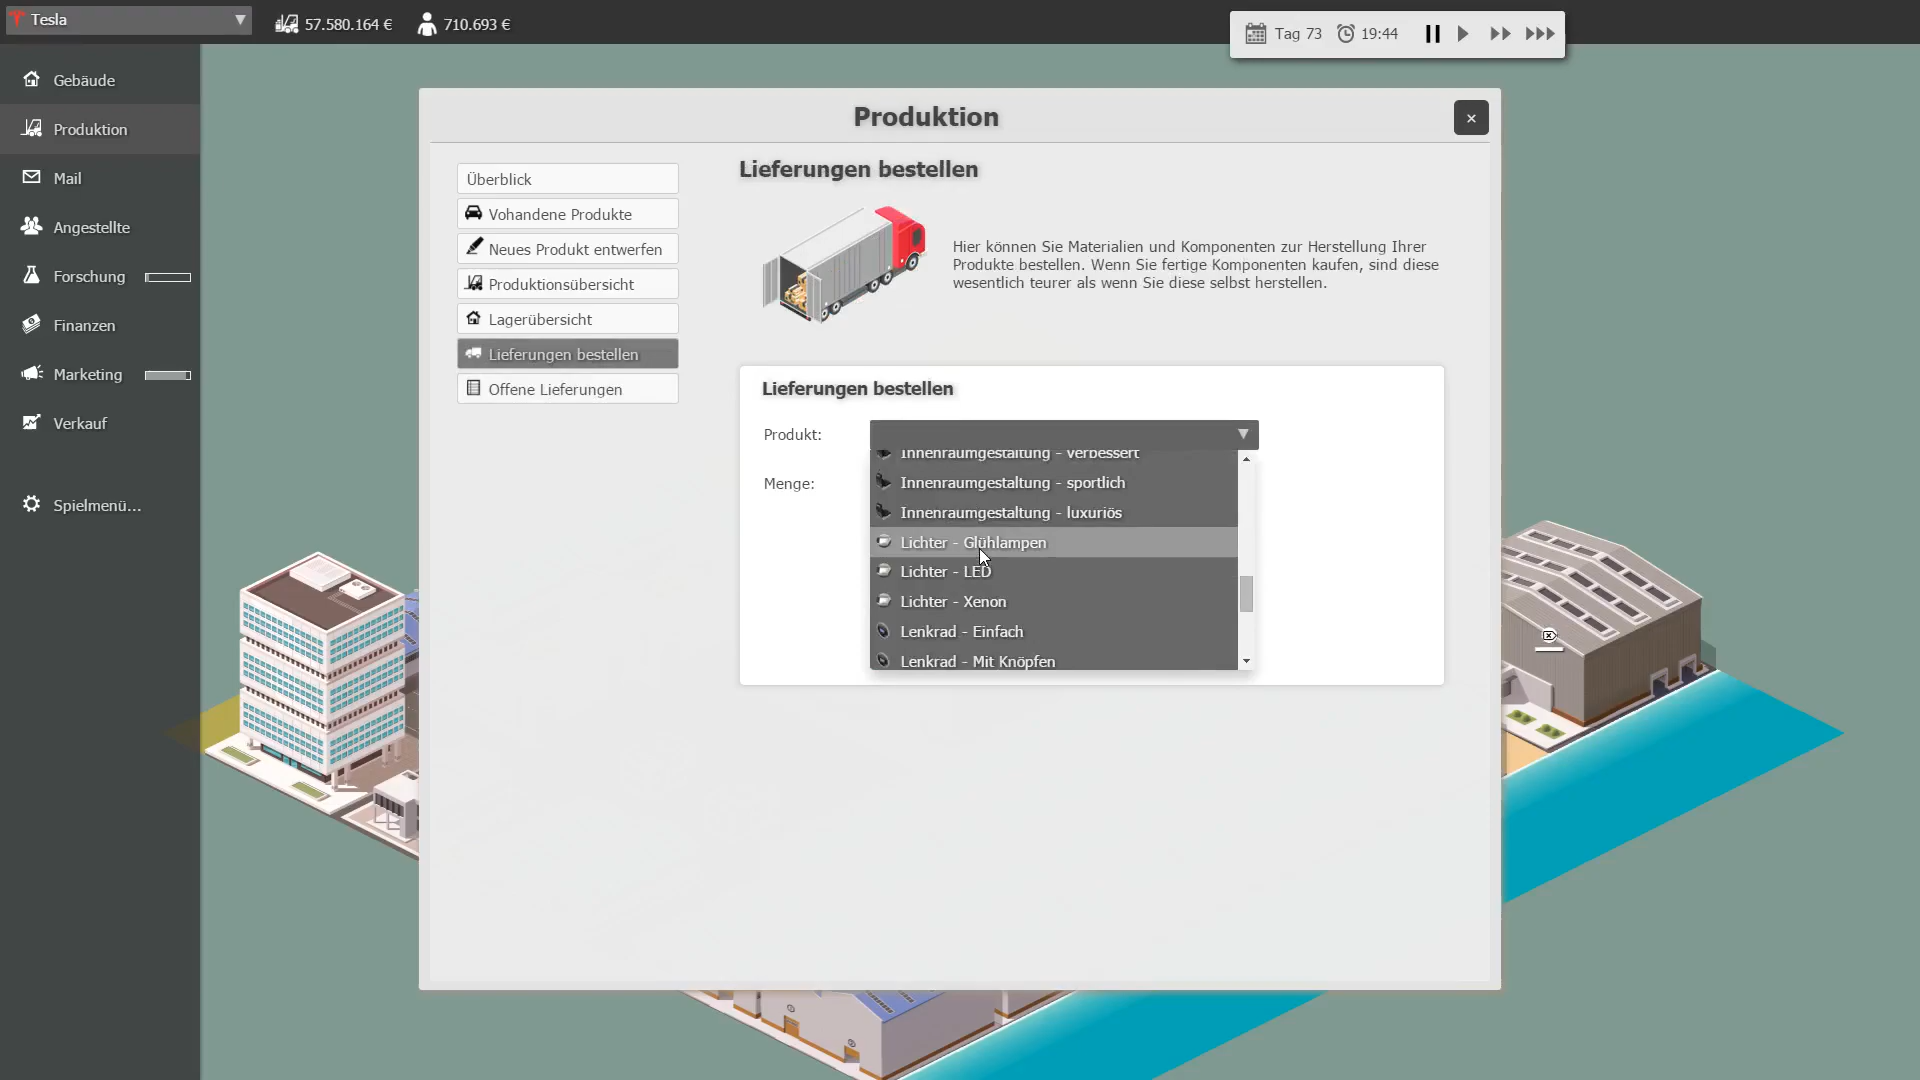 Tesla
57.580.164 €
710.693 €
Tag 73
19:44
Gebäude
Produktion
Mail
Angestellte
Forschung
Finanzen
Marketing
Verkauf
Spielmenü...
Produktion
×
Überblick
Vohandene Produkte
Neues Produkt entwerfen
Produktionsübersicht
Lagerübersicht
Lieferungen bestellen
Offene Lieferungen
Lieferungen bestellen
Hier können Sie Materialien und Komponenten zur Herstellung Ihrer
Produkte bestellen. Wenn Sie fertige Komponenten kaufen, sind diese
wesentlich teurer als wenn Sie diese selbst herstellen.
Lieferungen bestellen
Produkt:
Menge:
Innenraumgestaltung - verbessert
Innenraumgestaltung - sportlich
Innenraumgestaltung - luxuriös
Lichter - Glühlampen
Lichter - LED
Lichter - Xenon
Lenkrad - Einfach
Lenkrad - Mit Knöpfen